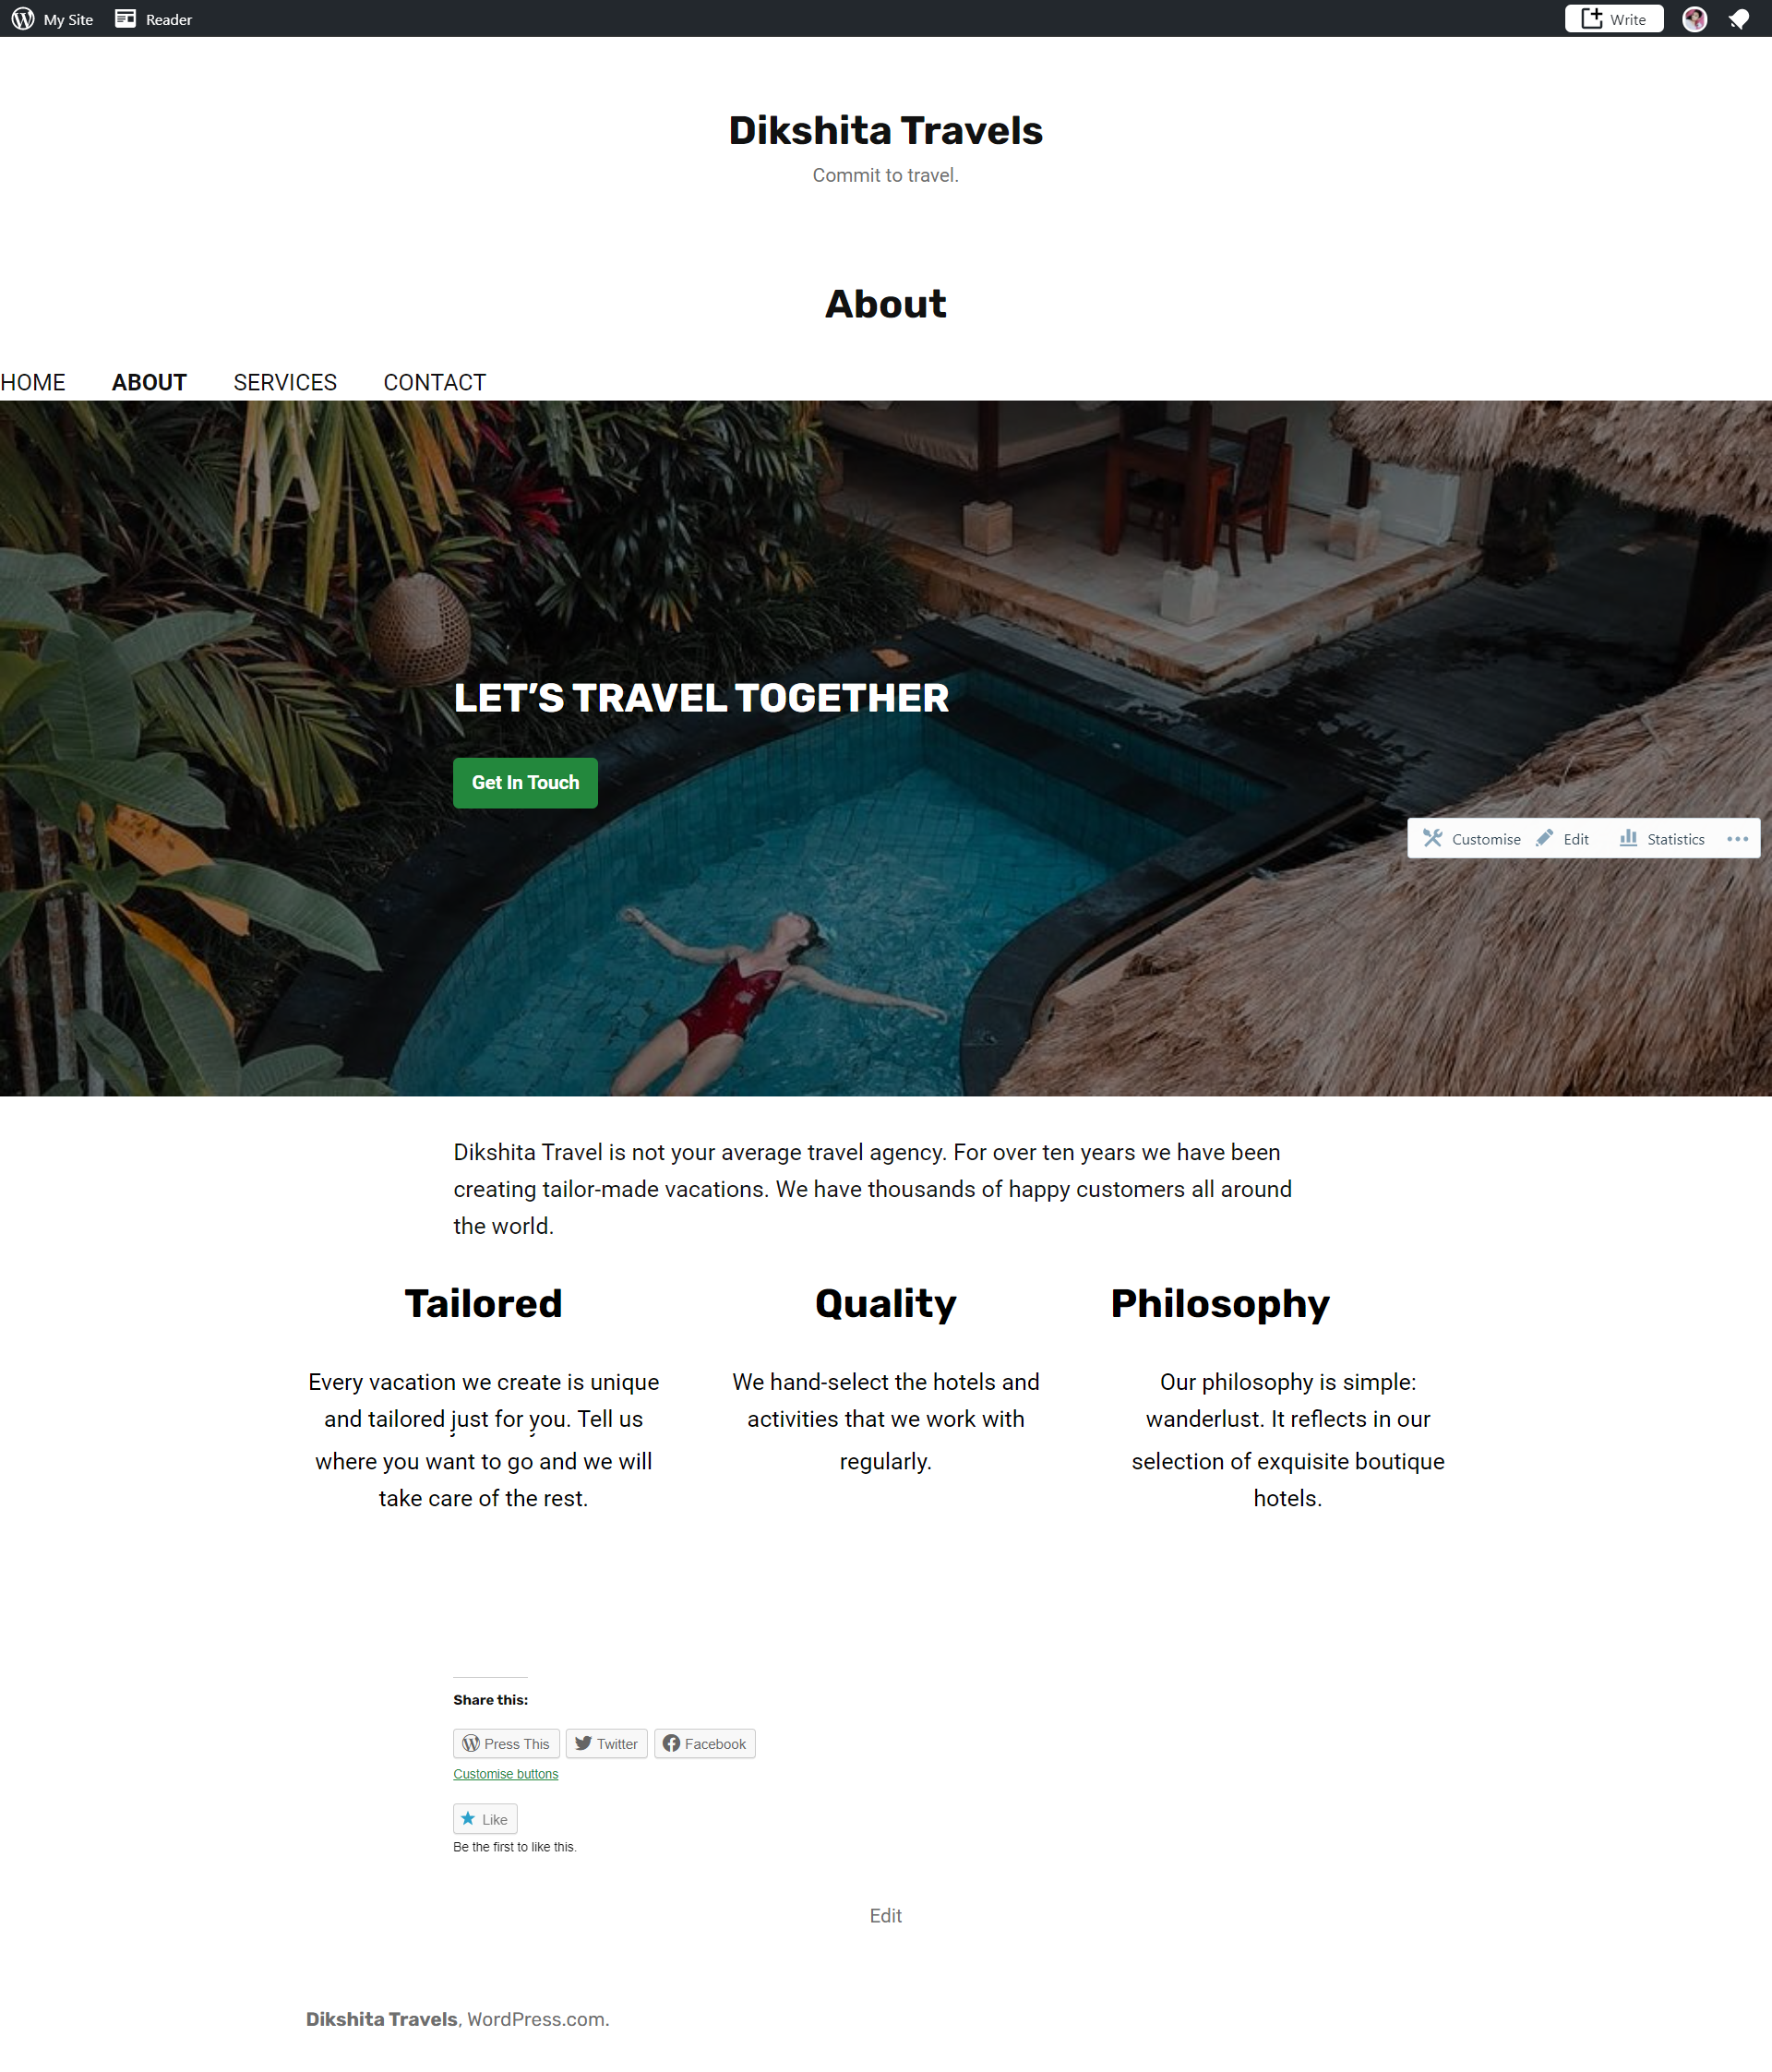 My Site
Reader
Write
Dikshita Travels
Commit to travel.
About
HOME
ABOUT
SERVICES
CONTACT
LET’S TRAVEL TOGETHER
Get In Touch
Customise
Edit
Statistics
Dikshita Travel is not your average travel agency. For over ten years we have been
creating tailor-made vacations. We have thousands of happy customers all around
the world.
Tailored
Every vacation we create is unique
and tailored just for you. Tell us
where you want to go and we will
take care of the rest.
Quality
We hand-select the hotels and
activities that we work with
regularly.
Philosophy
Our philosophy is simple:
wanderlust. It reflects in our
selection of exquisite boutique
hotels.
Share this:
Press This
Twitter
Facebook
Customise buttons
Like
Be the first to like this.
Edit
Dikshita Travels, WordPress.com.